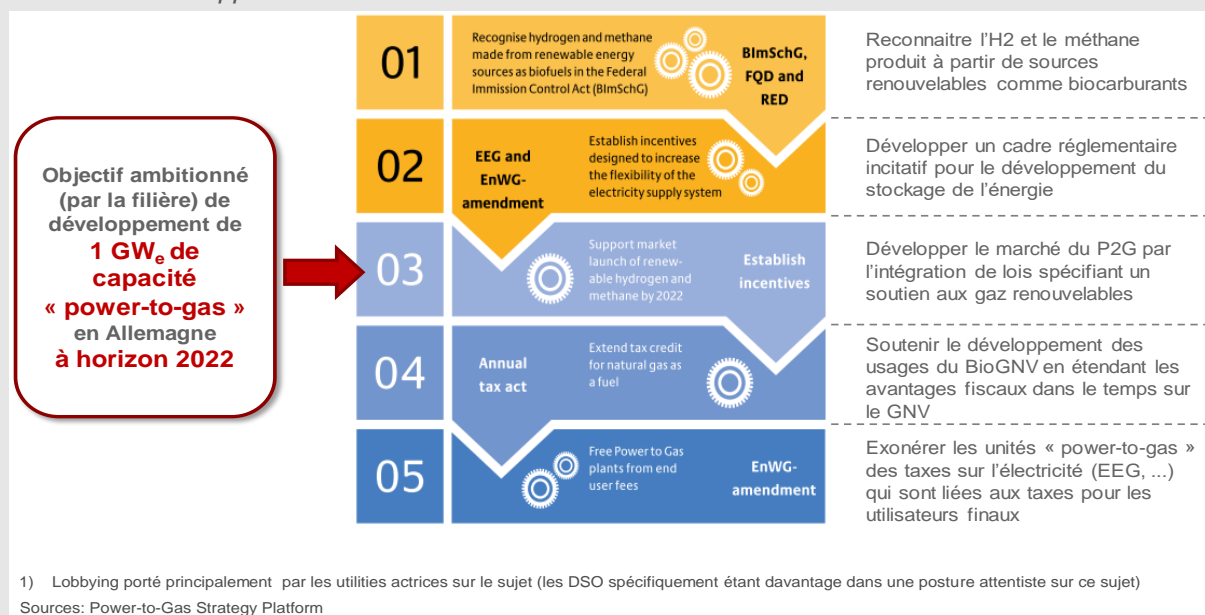 Objectif ambitionné
(par la filière) de
développement de
1 GWe de
capacité
« power-to-gas »
en Allemagne
à horizon 2022
01
Recognise hydrogen and methane
made from renewable energy
sources as biofuels in the Federal
Immission Control Act (BImSchG)
BImSchG,
FQD and
RED
Reconnaitre l’H2 et le méthane
produit à partir de sources
renouvelables comme biocarburants
02
EEG and
EnWG-
amendment
Establish incentives
designed to increase
the flexibility of the
electricity supply system
Développer un cadre réglementaire
incitatif pour le développement du
stockage de l’énergie
03
Support market
launch of renew-
able hydrogen and
methane by 2022
Establish
incentives
Développer le marché du P2G par
l’intégration de lois spécifiant un
soutien aux gaz renouvelables
04
Annual
tax act
Extend tax credit
for natural gas as
a fuel
Soutenir le développement des
usages du BioGNV en étendant les
avantages fiscaux dans le temps sur
le GNV
05
Free Power to Gas
plants from end
user fees
EnWG-
amendment
Exonérer les unités « power-to-gas »
des taxes sur l’électricité (EEG, ...)
qui sont liées aux taxes pour les
utilisateurs finaux
1) Lobbying porté principalement par les utilities actrices sur le sujet (les DSO spécifiquement étant davantage dans une posture attentiste sur ce sujet)
Sources: Power-to-Gas Strategy Platform